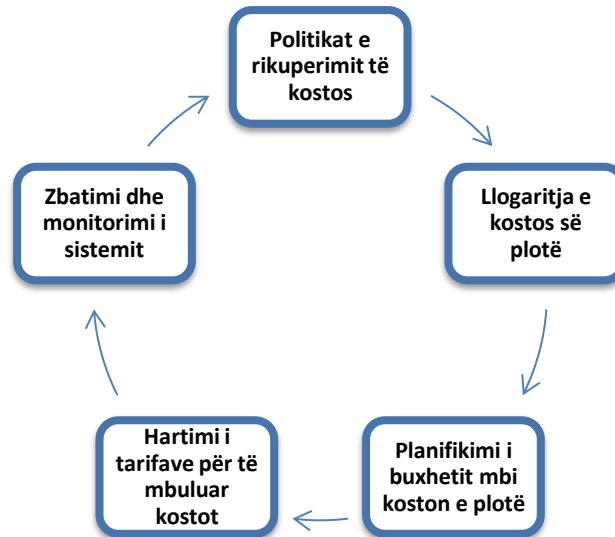 Politikat e
rikuperimit të
kostos
Llogaritja e
kostos së
plotë
Planifikimi i
buxhetit mbi
koston e plotë
Hartimi i
tarifave për të
mbuluar
kostot
Zbatimi dhe
monitorimi i
sistemit